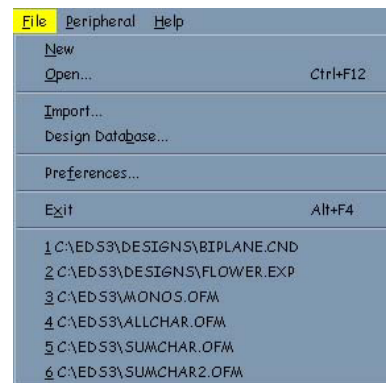 File Peripheral Help
New
Open... Ctrl+F12
Import...
Design Database...
Preferences...
Exit Alt+F4
1 C:\EDS3\DESIGNS\BIPLANE.CND
2 C:\EDS3\DESIGNS\FLOWER.EXP
3 C:\EDS3\MONOS.OFM
4 C:\EDS3\ALLCHAR.OFM
5 C:\EDS3\SUMCHAR.OFM
6 C:\EDS3\SUMCHAR2.OFM